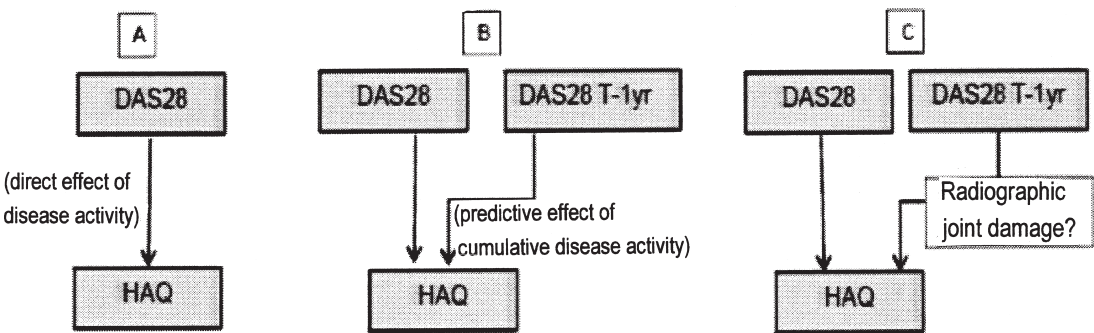 A
DAS28
(direct effect of
disease activity)
HAQ
B
DAS28
DAS28 T-1yr
(predictive effect of
cumulative disease activity)
HAQ
C
DAS28
DAS28 T-1yr
Radiographic
joint damage?
HAQ